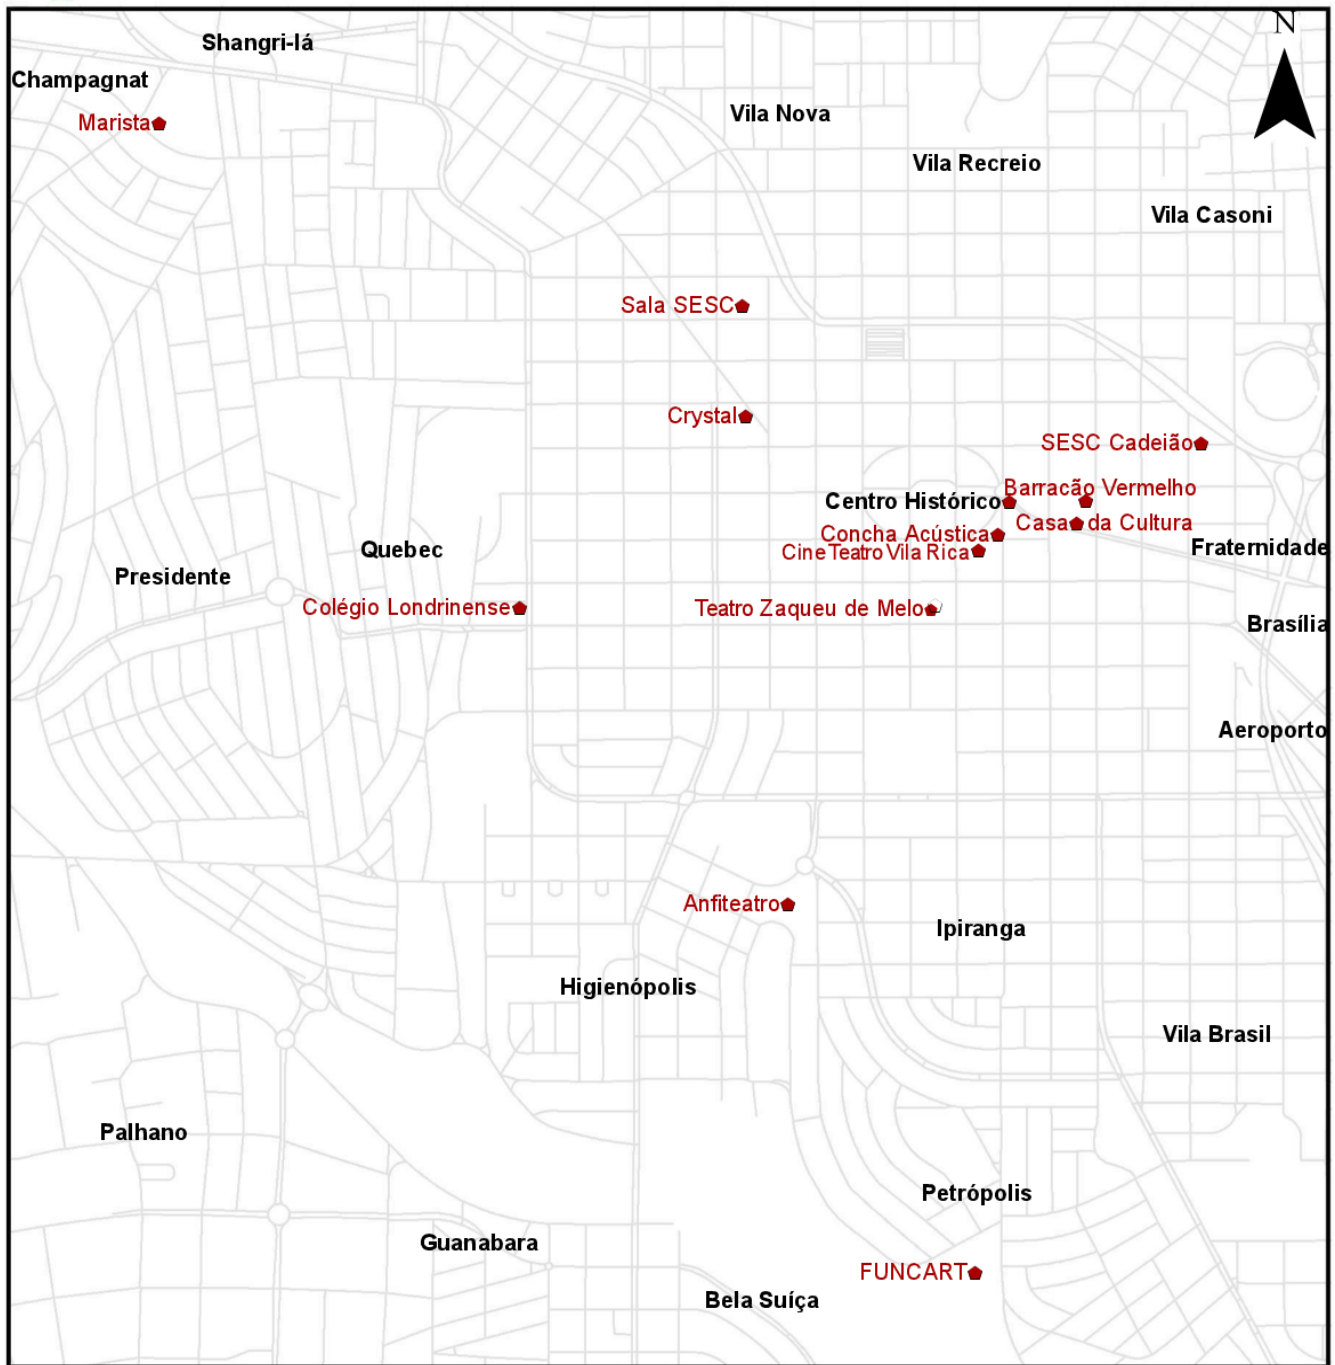 N
Shangri-lá
Champagnat
Vila Nova
Marista
Vila Recreio
Vila Casoni
Sala SESC
Crystal
SESC Cadeião
Barracão Vermelho
Centro Histórico
Casa da Cultura
Concha Acústica
Cine Teatro Vila Rica
Quebec
Fraternidade
Presidente
Colégio Londrinense
Teatro Zaqueu de Melo
Brasília
Aeroporto
Anfiteatro
Ipiranga
Higienópolis
Vila Brasil
Palhano
Petrópolis
Guanabara
FUNCART
Bela Suíça